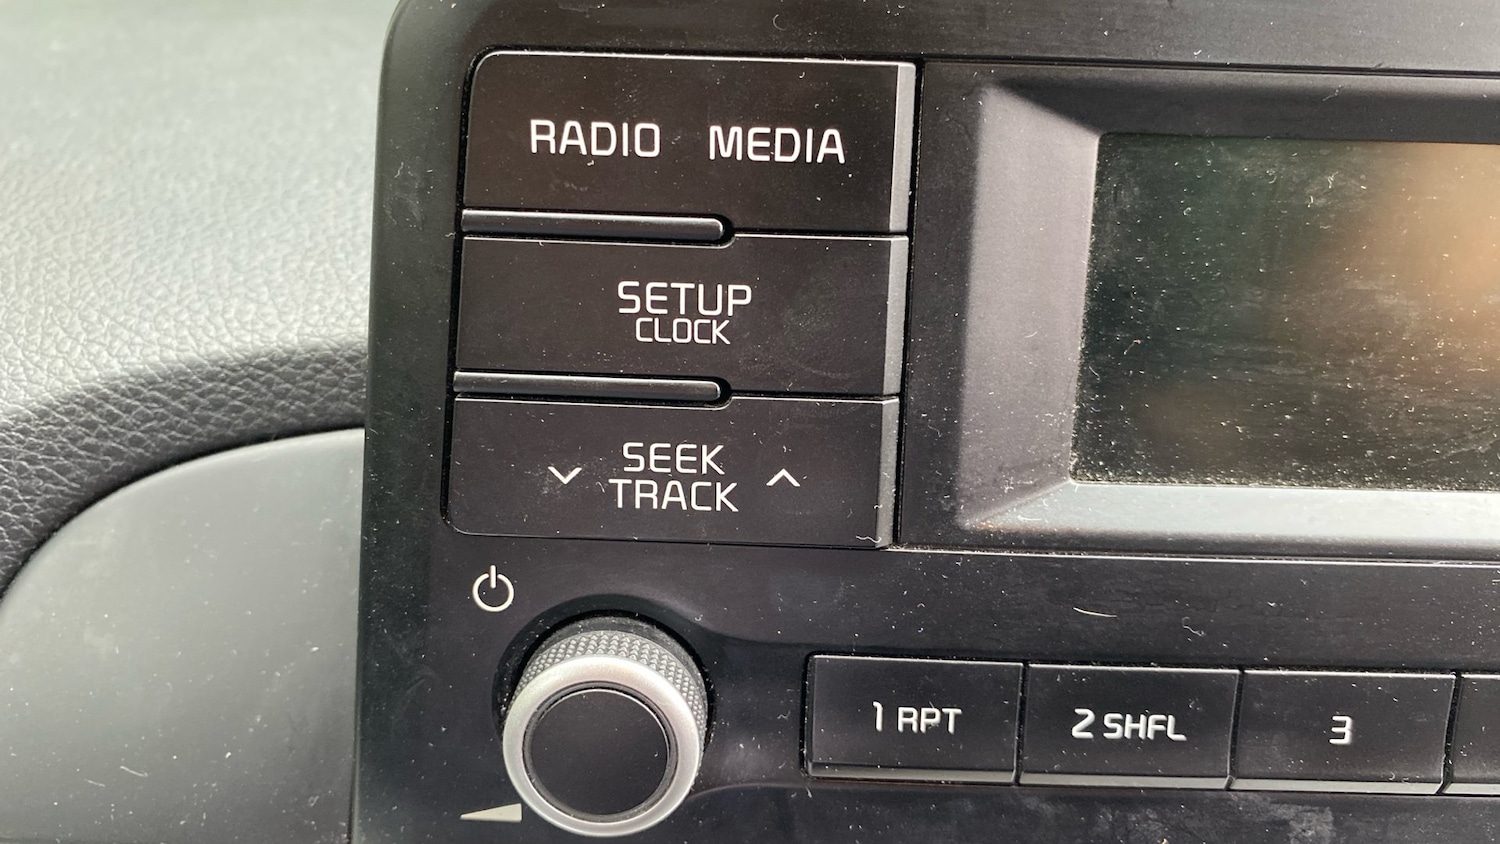 RADIO MEDIA
SETUP
CLOCK
SEEK
TRACK
1 RPT
2 SHFL
3